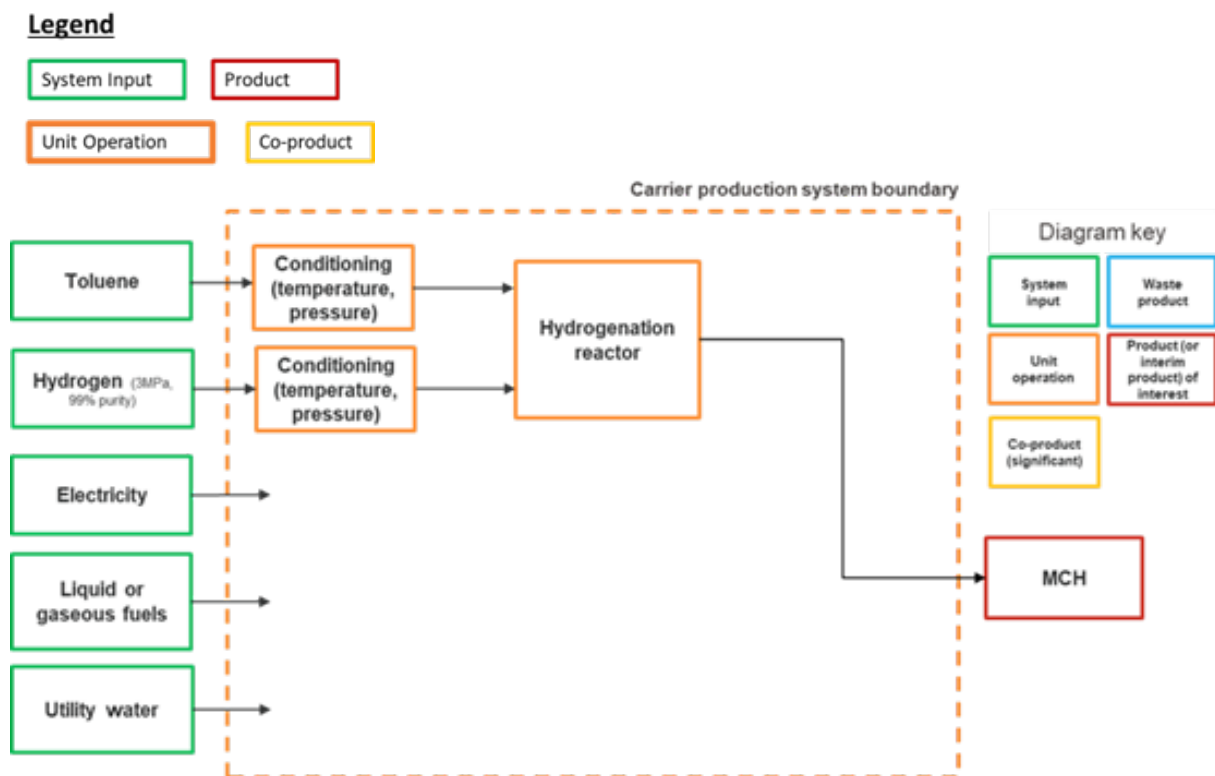 Legend
System Input
Product
Unit Operation
Co-product
Carrier production system boundary
Toluene
Conditioning
(temperature,
pressure)
Hydrogenation
reactor
Hydrogen (3MPa,
99% purity)
Conditioning
(temperature,
pressure)
Electricity
Liquid or
gaseous fuels
Utility water
Diagram key
System
input
Waste
product
Unit
operation
Product (or
interim
product) of
interest
Co-product
(significant)
MCH